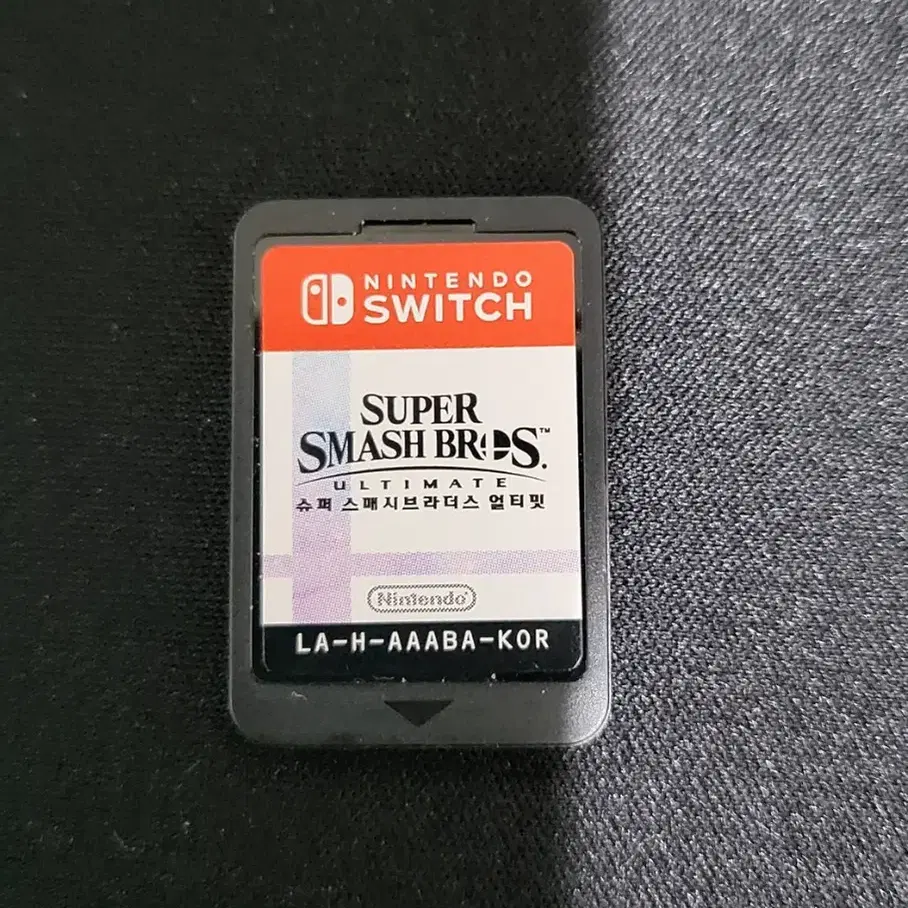 NINTENDO
SWITCH
SUPER
SMASH BROS.™
ULTIMATE
슈퍼 스매시브라더스 얼티밋
Nintendo®
LA-H-AAABA-KOR